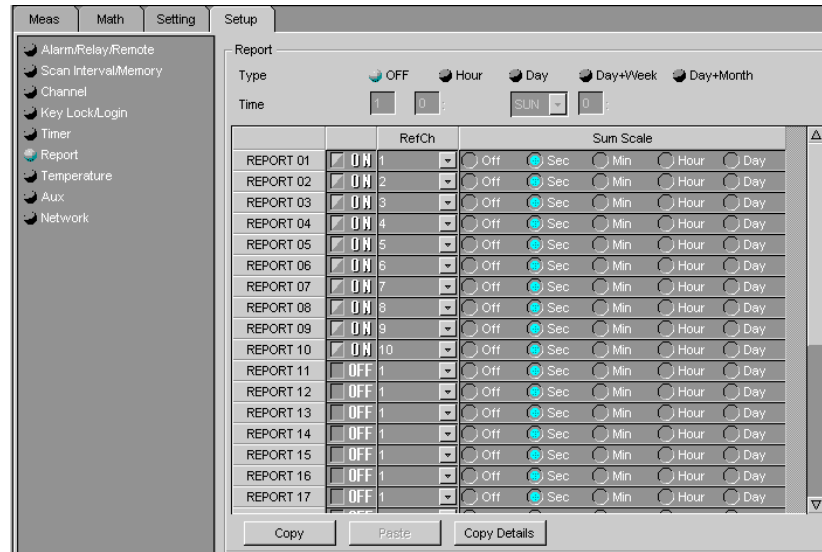 Meas Math Setting Setup
Alarm/Relay/Remote
Scan Interval/Memory
Channel
Key Lock/Login
Timer
Report
Temperature
Aux
Network
Report
Type OFF Hour Day Day+Week Day+Month
Time 1 0 : SUN 0 :
RefCh Sum Scale
REPORT 01 ON 1 Off Sec Min Hour Day
REPORT 02 ON 2 Off Sec Min Hour Day
REPORT 03 ON 3 Off Sec Min Hour Day
REPORT 04 ON 4 Off Sec Min Hour Day
REPORT 05 ON 5 Off Sec Min Hour Day
REPORT 06 ON 6 Off Sec Min Hour Day
REPORT 07 ON 7 Off Sec Min Hour Day
REPORT 08 ON 8 Off Sec Min Hour Day
REPORT 09 ON 9 Off Sec Min Hour Day
REPORT 10 ON 10 Off Sec Min Hour Day
REPORT 11 OFF 1 Off Sec Min Hour Day
REPORT 12 OFF 1 Off Sec Min Hour Day
REPORT 13 OFF 1 Off Sec Min Hour Day
REPORT 14 OFF 1 Off Sec Min Hour Day
REPORT 15 OFF 1 Off Sec Min Hour Day
REPORT 16 OFF 1 Off Sec Min Hour Day
REPORT 17 OFF 1 Off Sec Min Hour Day
Copy Paste Copy Details